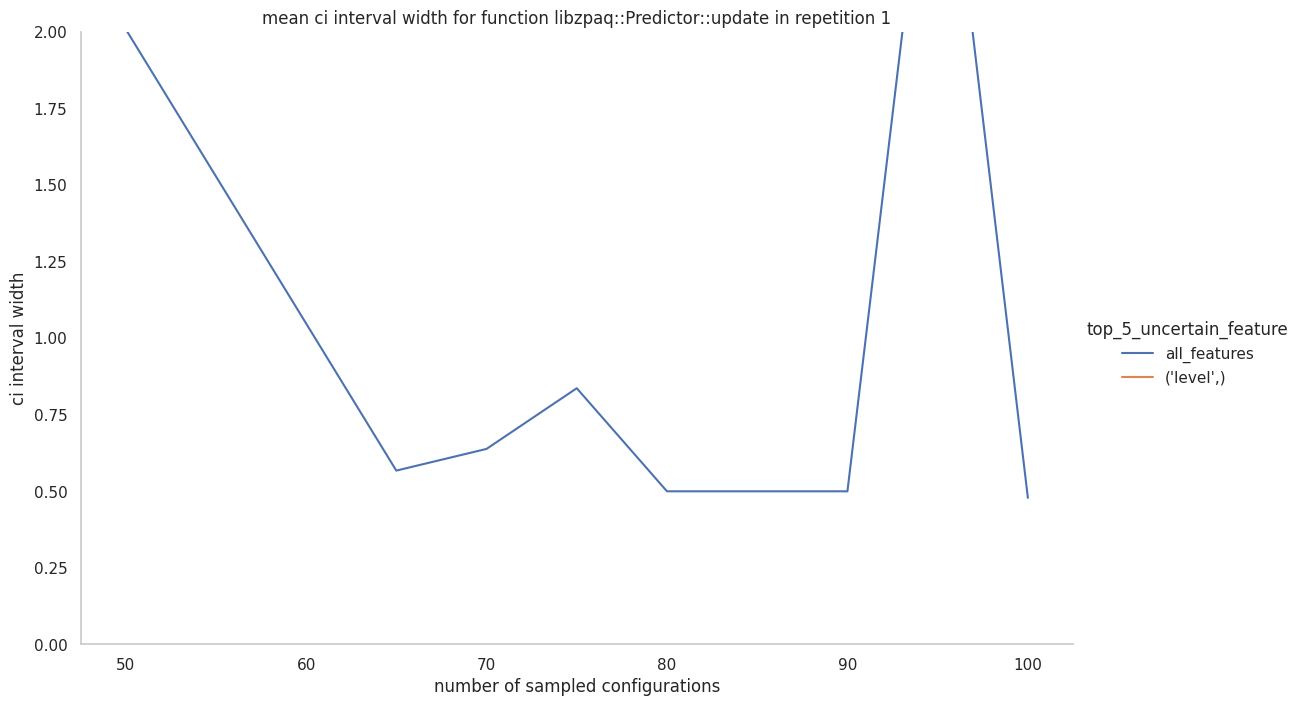 mean ci interval width for function libzpaq::Predictor::update in repetition 1
2.00
1.75
1.50
1.25
1.00
0.75
0.50
0.25
0.00
ci interval width
50
60
70
80
90
100
number of sampled configurations
top_5_uncertain_feature
all_features
('level',)